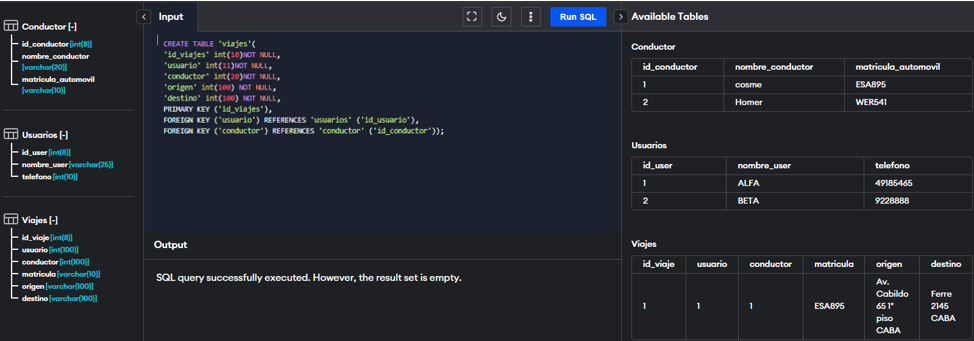 Conductor [-]
id_conductor [int(8)]
nombre_conductor
[varchar(20)]
matricula_automovil
[varchar(10)]
Usuarios [-]
id_user [int(8)]
nombre_user [varchar(25)]
telefono [int(10)]
Viajes [-]
id_viaje [int(8)]
usuario [int(100)]
conductor [int(100)]
matricula [varchar(10)]
origen [varchar(100)]
destino [varchar(100)]
Input
Run SQL
CREATE TABLE 'viajes'(
'id_viajes' int(10)NOT NULL,
'usuario' int(11)NOT NULL,
'conductor' int(20)NOT NULL,
'origen' int(100) NOT NULL,
'destino' int(100) NOT NULL,
PRIMARY KEY ('id_viajes'),
FOREIGN KEY ('usuario') REFERENCES 'usuarios' ('id_usuario'),
FOREIGN KEY ('conductor') REFERENCES 'conductor' ('id_conductor'));
Output
SQL query successfully executed. However, the result set is empty.
Available Tables
Conductor
id_conductor nombre_conductor matricula_automovil
1 cosme ESA895
2 Homer WER541
Usuarios
id_user nombre_user telefono
1 ALFA 49185465
2 BETA 9228888
Viajes
id_viaje usuario conductor matricula origen destino
1 1 1 ESA895 Av. Cabildo 65 1° piso CABA Ferre 2145 CABA